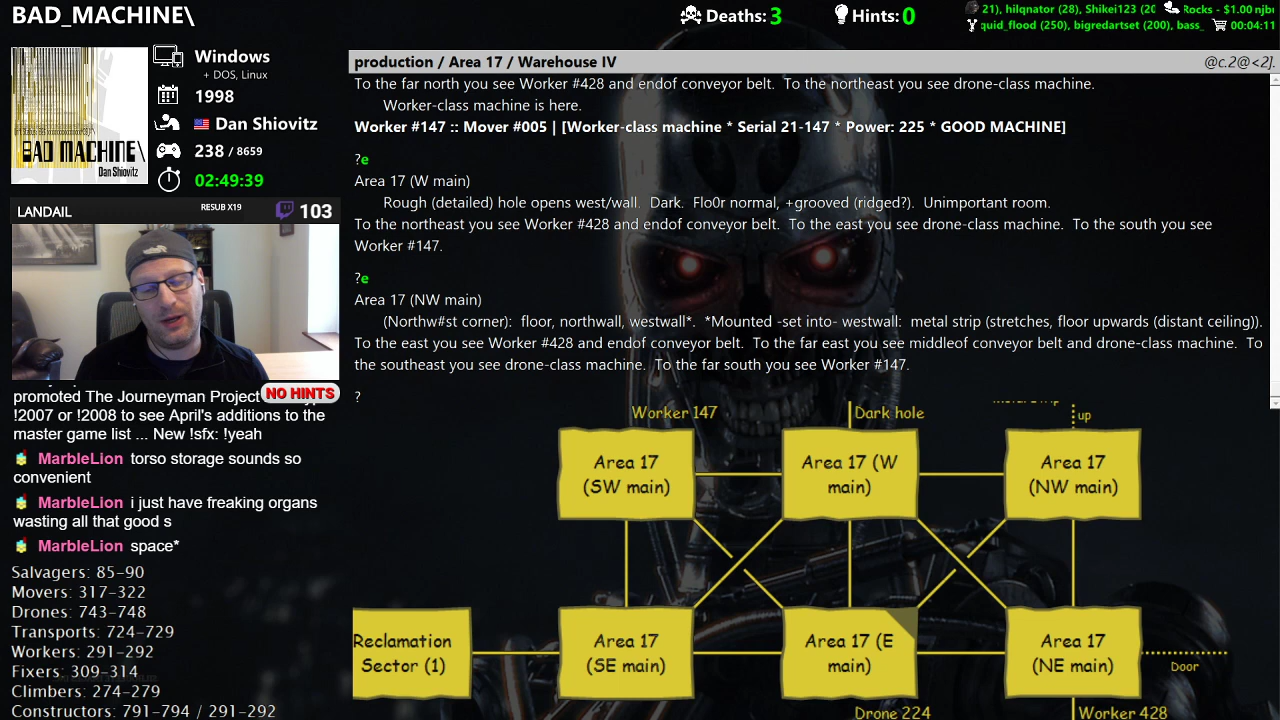 BAD_MACHINE\
Deaths: 3
Hints: 0
21), hilqnator (28), Shikei123 (20
Rocks - $1.00 njb
quid_flood (250), bigredartset (200), bass_
00:04:11
Windows
+ DOS, Linux
1998
Dan Shiovitz
238 / 8659
02:49:39
BAD MACHINE\
Dan Shiovitz
LANDAIL
RESUB X19
103
NO HINTS
promoted The Journeyman Project
!2007 or !2008 to see April's additions to the
master game list ... New !sfx: !yeah
MarbleLion torso storage sounds so
convenient
MarbleLion i just have freaking organs
wasting all that good s
MarbleLion space*
Salvagers: 85-90
Movers: 317-322
Drones: 743-748
Transports: 724-729
Workers: 291-292
Fixers: 309-314
Climbers: 274-279
Constructors: 791-794 / 291-292
production / Area 17 / Warehouse IV
@c.2@<2].
To the far north you see Worker #428 and endof conveyor belt. To the northeast you see drone-class machine.
Worker-class machine is here.
Worker #147 :: Mover #005 | [Worker-class machine * Serial 21-147 * Power: 225 * GOOD MACHINE]
?e
Area 17 (W main)
Rough (detailed) hole opens west/wall. Dark. Flo0r normal, +grooved (ridged?). Unimportant room.
To the northeast you see Worker #428 and endof conveyor belt. To the east you see drone-class machine. To the south you see
Worker #147.
?e
Area 17 (NW main)
(Northw#st corner): floor, northwall, westwall*. *Mounted -set into- westwall: metal strip (stretches, floor upwards (distant ceiling)).
To the east you see Worker #428 and endof conveyor belt. To the far east you see middleof conveyor belt and drone-class machine. To
the southeast you see drone-class machine. To the far south you see Worker #147.
?
Worker 147
Dark hole
up
Area 17
(SW main)
Area 17 (W
main)
Area 17
(NW main)
Reclamation
Sector (1)
Area 17
(SE main)
Area 17 (E
main)
Area 17
(NE main)
Door
Drone 224
Worker 428